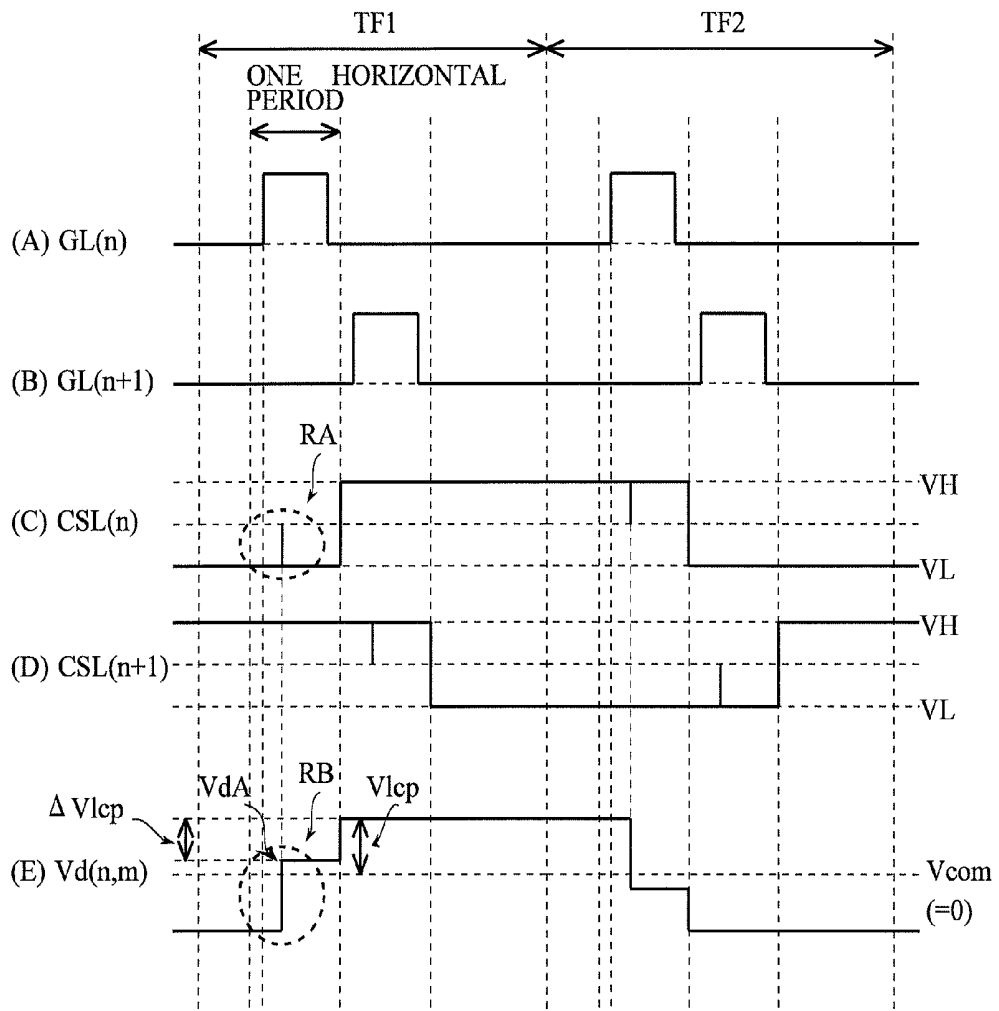 TF1 TF2
ONE HORIZONTAL
PERIOD
(A) GL(n)
(B) GL(n+1)
RA
VH
(C) CSL(n)
VL
VH
(D) CSL(n+1)
VL
VdA RB Vlcp
Δ Vlcp
(E) Vd(n,m) Vcom
(=0)